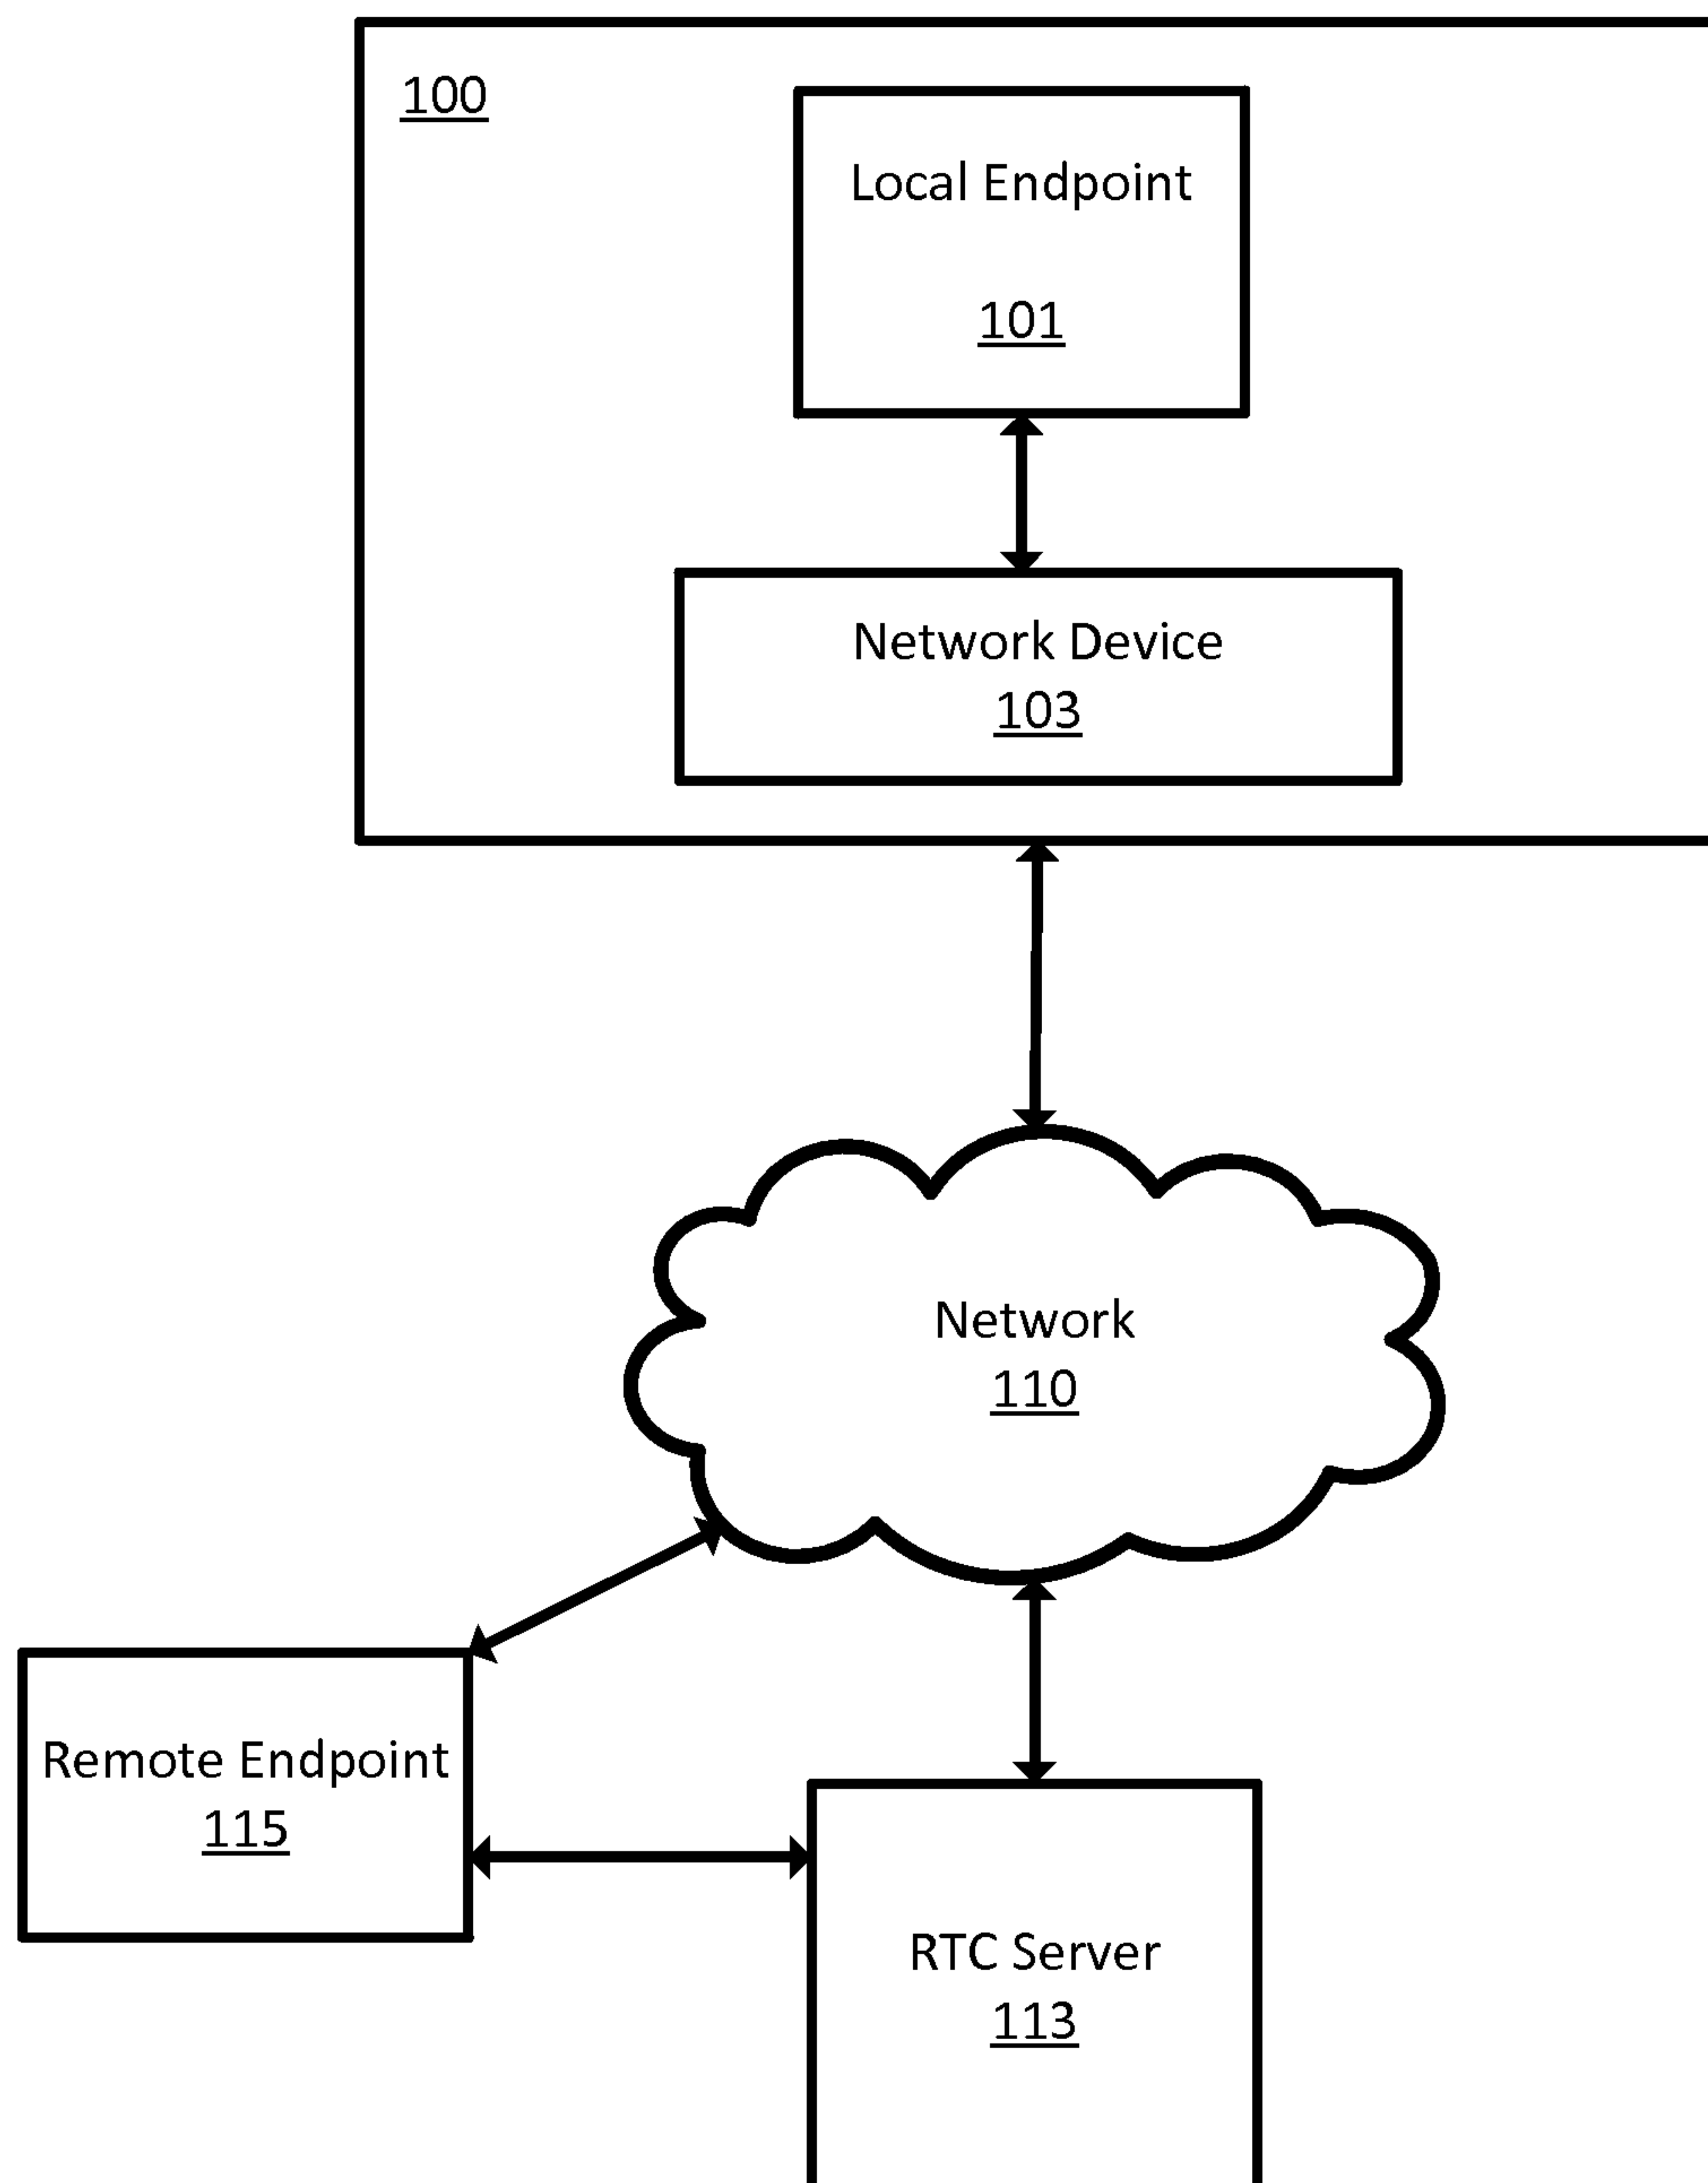 100
Local Endpoint
101
Network Device
103
Network
110
Remote Endpoint
115
RTC Server
113